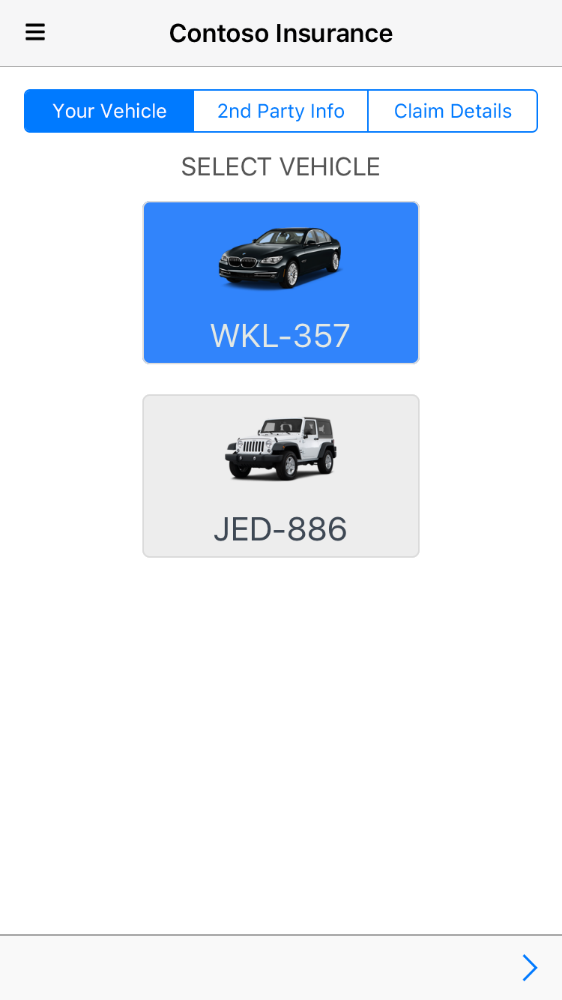 Contoso Insurance
Your Vehicle 2nd Party Info Claim Details
SELECT VEHICLE
WKL-357
JED-886